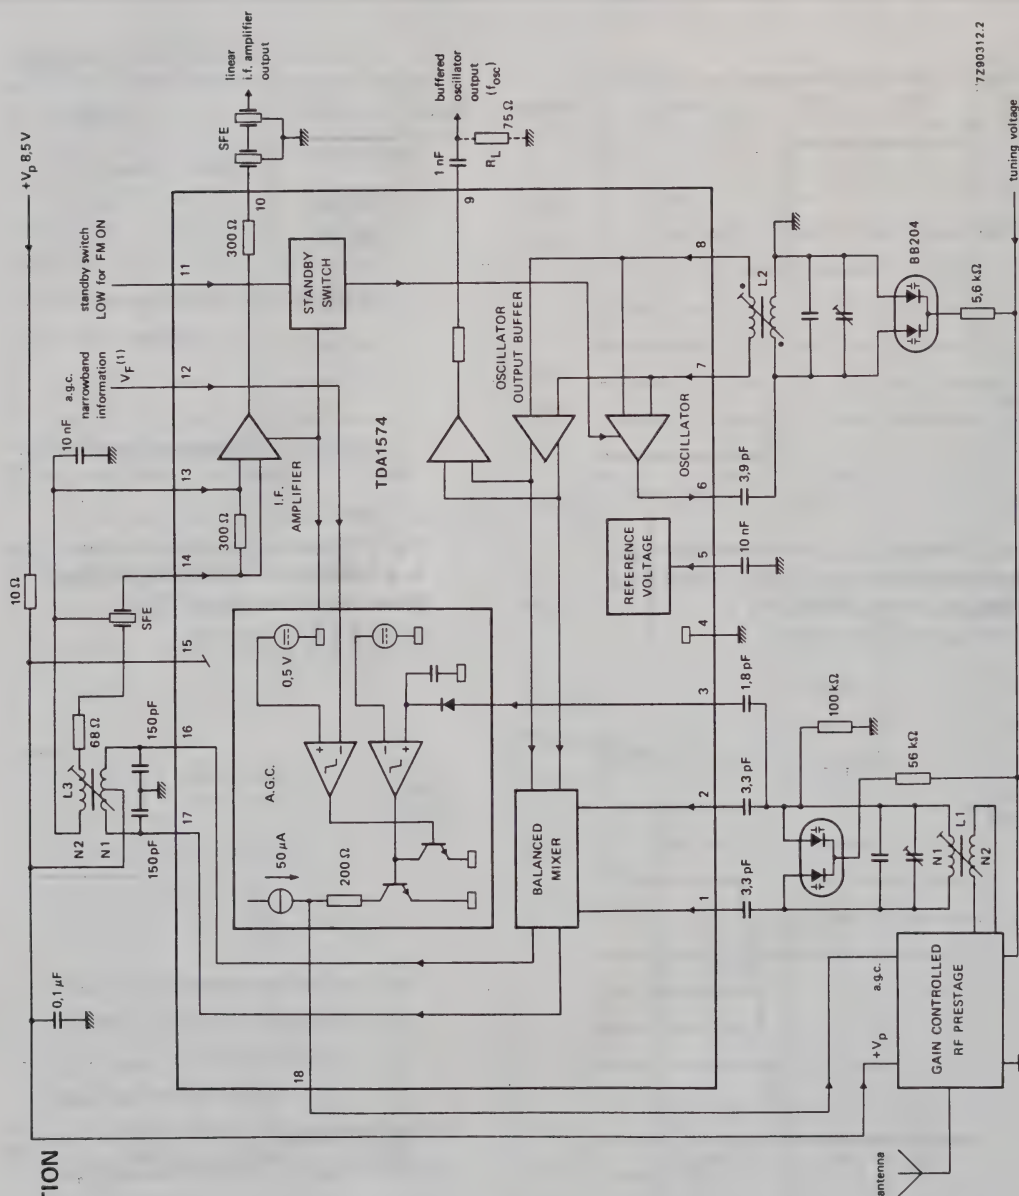 +Vp 8,5 V
10 Ω
0,1 µF
linear
i.f. amplifier
output
SFE
buffered
oscillator
output
(fosc)
1 nF
RL
75 Ω
standby switch
LOW for FM ON
a.g.c.
narrowband
information
VF(1)
10 nF
SFE
68 Ω
L3
N2
N1
150 pF
150 pF
10
9
11
12
13
14
15
16
17
18
300 Ω
STANDBY
SWITCH
I.F.
AMPLIFIER
300 Ω
TDA1574
OSCILLATOR
OUTPUT BUFFER
OSCILLATOR
REFERENCE
VOLTAGE
A.G.C.
0,5 V
+
−
−
+
50 µA
200 Ω
BALANCED
MIXER
8
7
6
5
4
3
2
1
L2
3,9 pF
10 nF
1,8 pF
3,3 pF
3,3 pF
100 kΩ
56 kΩ
BB204
5,6 kΩ
N1
L1
N2
GAIN CONTROLLED
RF PRESTAGE
+Vp
a.g.c.
antenna
tuning voltage
7Z90312.2
TION